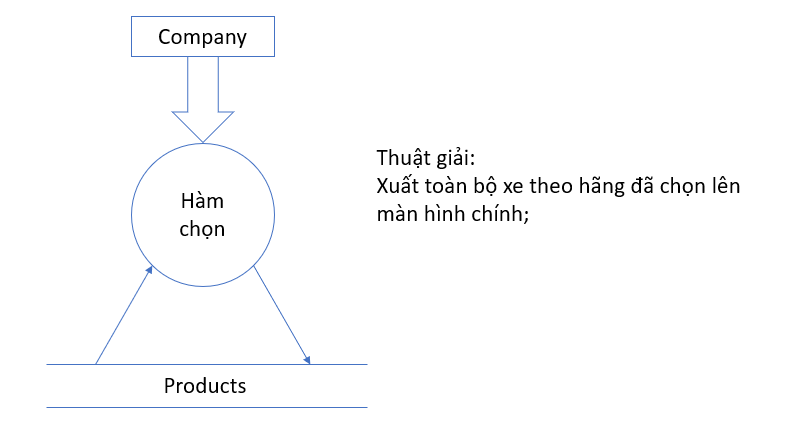 Company
Hàm
chọn
Thuật giải:
Xuất toàn bộ xe theo hãng đã chọn lên
màn hình chính;
Products